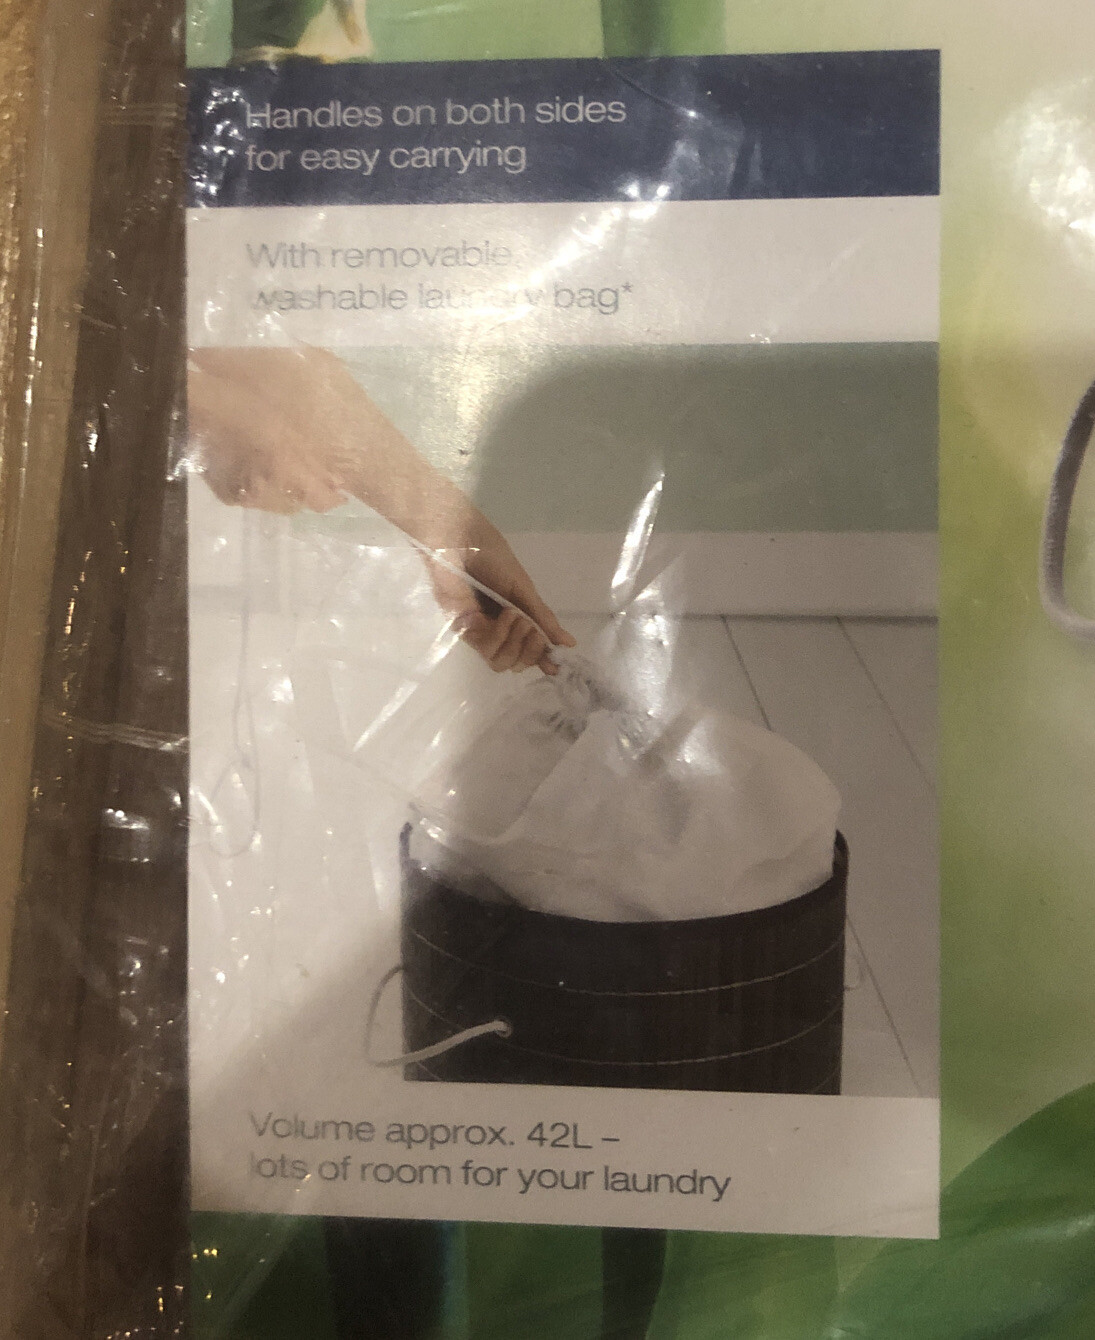 Handles on both sides
for easy carrying
With removable,
washable laundry bag*
Volume approx. 42L –
lots of room for your laundry